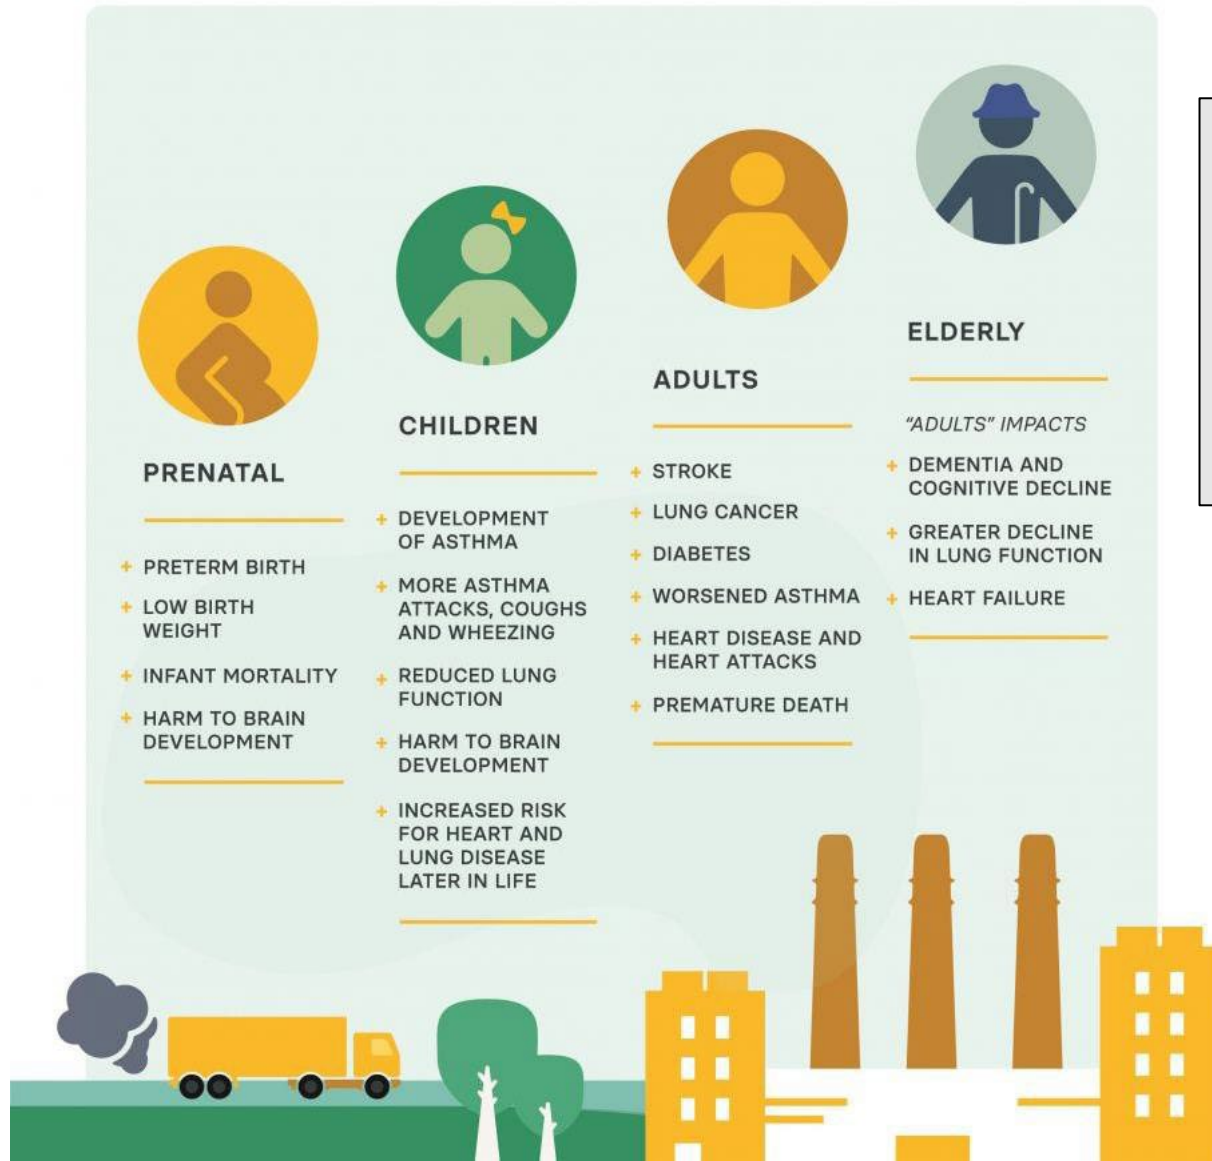 PRENATAL
+ PRETERM BIRTH
+ LOW BIRTH
WEIGHT
+ INFANT MORTALITY
+ HARM TO BRAIN
DEVELOPMENT
CHILDREN
+ DEVELOPMENT
OF ASTHMA
+ MORE ASTHMA
ATTACKS, COUGHS
AND WHEEZING
+ REDUCED LUNG
FUNCTION
+ HARM TO BRAIN
DEVELOPMENT
+ INCREASED RISK
FOR HEART AND
LUNG DISEASE
LATER IN LIFE
ADULTS
+ STROKE
+ LUNG CANCER
+ DIABETES
+ WORSENED ASTHMA
+ HEART DISEASE AND
HEART ATTACKS
+ PREMATURE DEATH
ELDERLY
"ADULTS" IMPACTS
+ DEMENTIA AND
COGNITIVE DECLINE
+ GREATER DECLINE
IN LUNG FUNCTION
+ HEART FAILURE